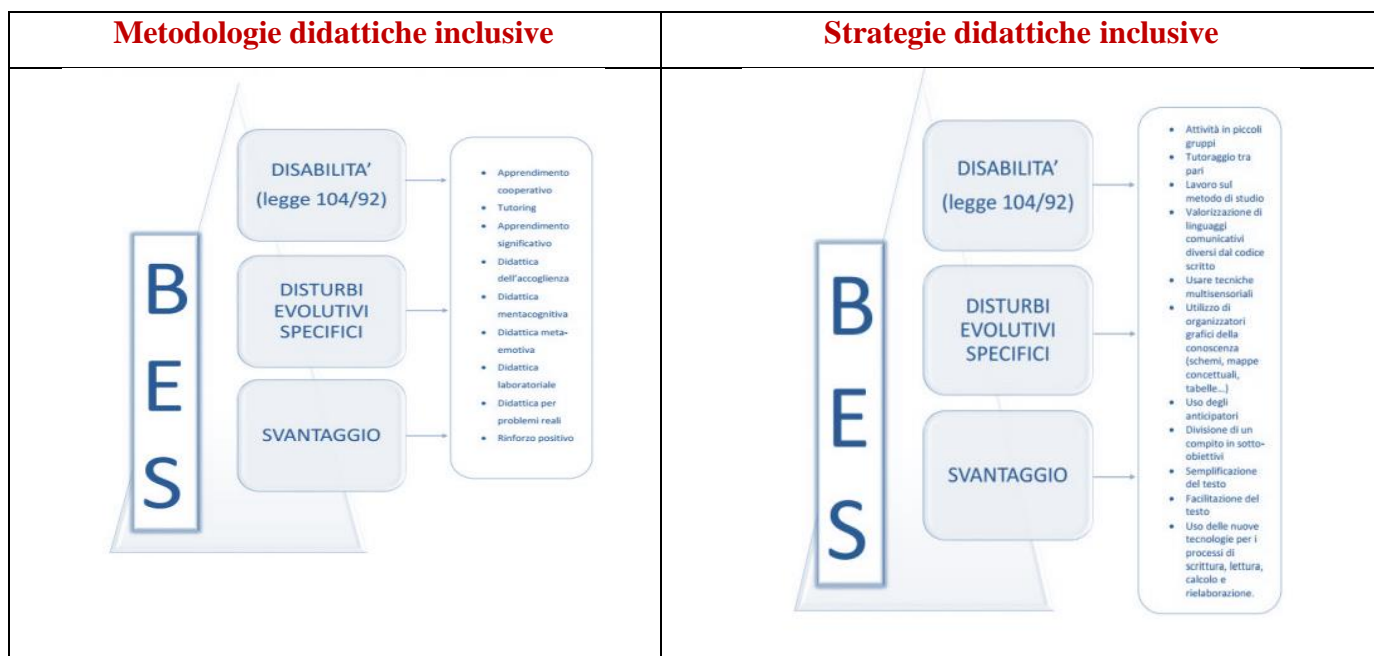 Metodologie didattiche inclusive
Strategie didattiche inclusive
B
E
S
DISABILITA’
(legge 104/92)
DISTURBI
EVOLUTIVI
SPECIFICI
SVANTAGGIO
• Apprendimento
cooperativo
• Tutoring
• Apprendimento
significativo
• Didattica
dell'accoglienza
• Didattica
mentacognitiva
• Didattica meta-
emotiva
• Didattica
laboratoriale
• Didattica per
problemi reali
• Rinforzo positivo
B
E
S
DISABILITA’
(legge 104/92)
DISTURBI
EVOLUTIVI
SPECIFICI
SVANTAGGIO
• Attività in piccoli
gruppi
• Tutoraggio tra
pari
• Lavoro sul
metodo di studio
• Valorizzazione di
linguaggi
comunicativi
diversi dal codice
scritto
• Usare tecniche
multisensoriali
• Utilizzo di
organizzatori
grafici della
conoscenza
(schemi, mappe
concettuali,
tabelle...)
• Uso degli
anticipatori
• Divisione di un
compito in sotto-
obiettivi
• Semplificazione
del testo
• Facilitazione del
testo
• Uso delle nuove
tecnologie per i
processi di
scrittura, lettura,
calcolo e
rielaborazione.